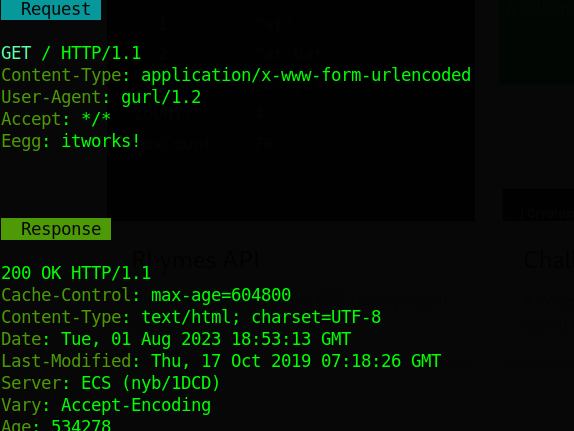 Request
GET / HTTP/1.1
Content-Type: application/x-www-form-urlencoded
User-Agent: gurl/1.2
Accept: */*
Eegg: itworks!
Response
Rhymes API
Chal
200 OK HTTP/1.1
Cache-Control: max-age=604800
Content-Type: text/html; charset=UTF-8
Date: Tue, 01 Aug 2023 18:53:13 GMT
Last-Modified: Thu, 17 Oct 2019 07:18:26 GMT
Server: ECS (nyb/1DCD)
Vary: Accept-Encoding
Age: 534278